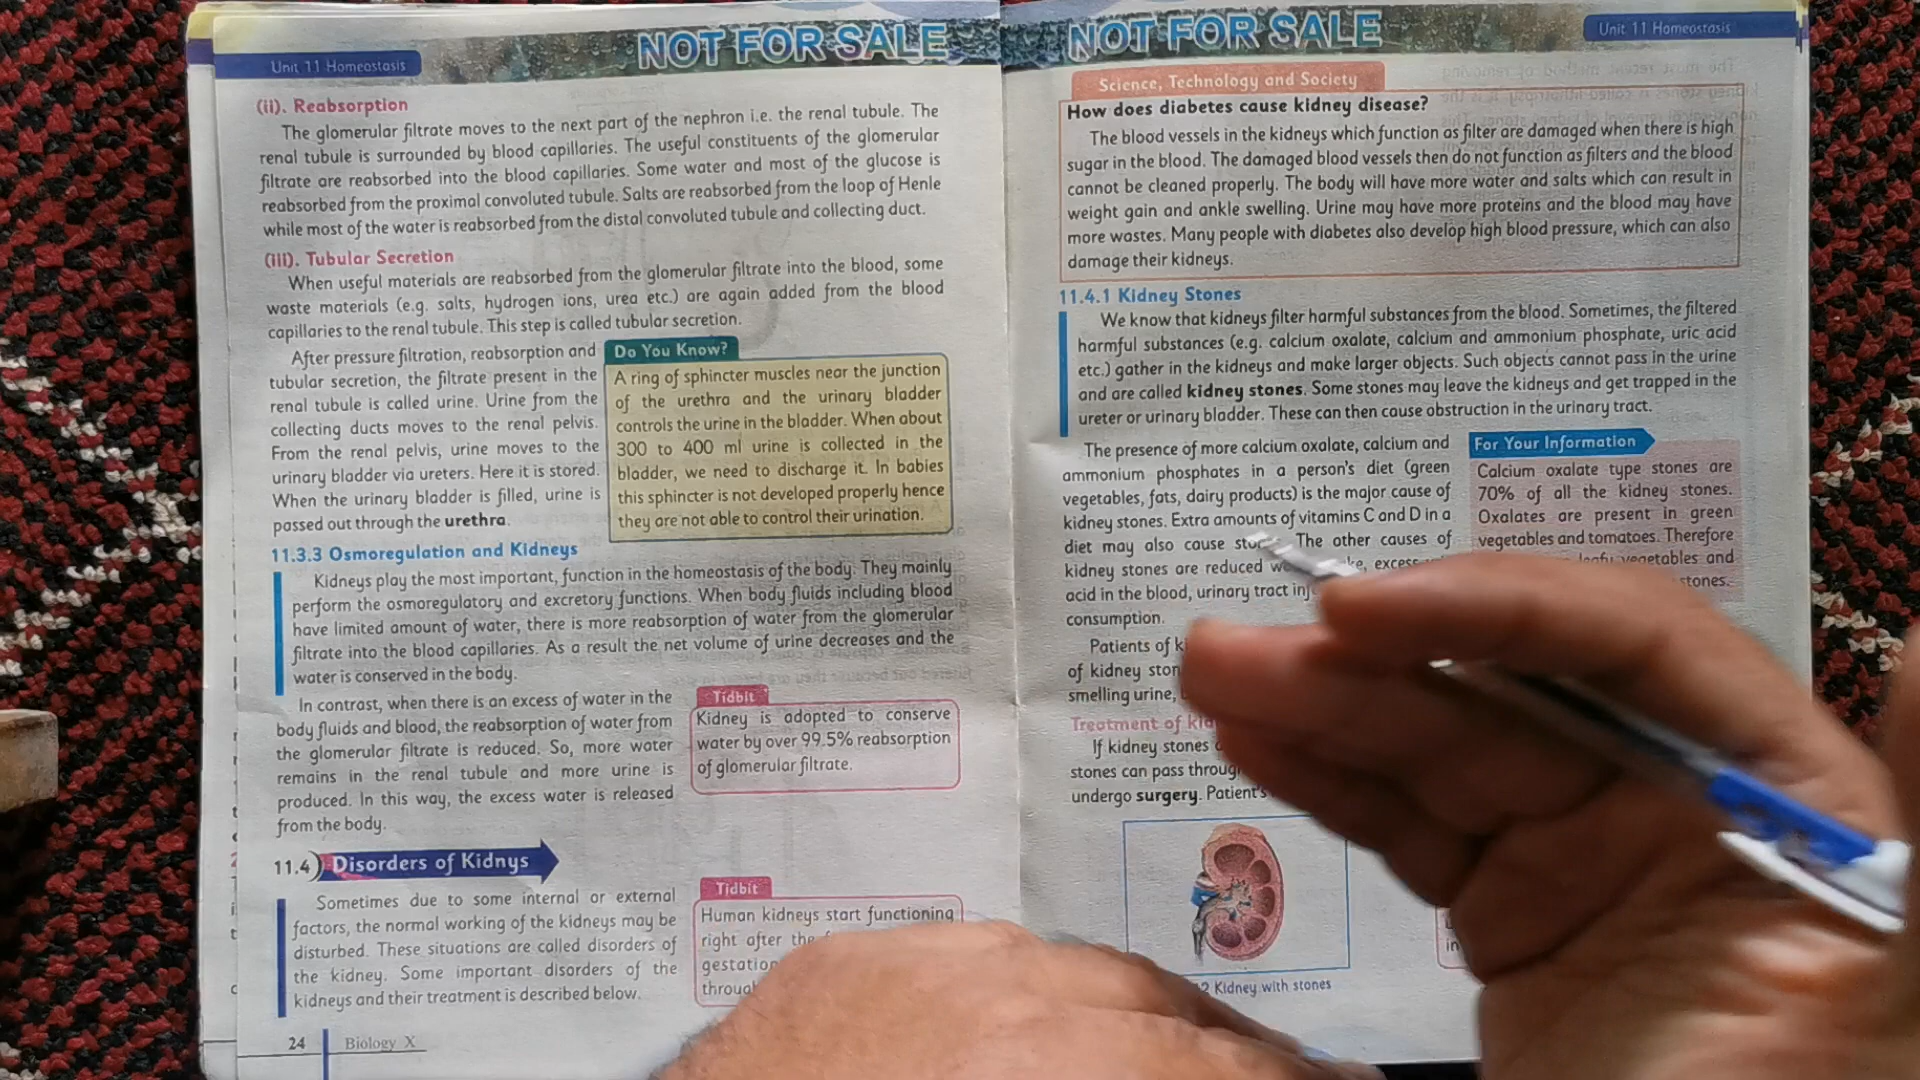 Unit 11 Homeostasis
NOT FOR SALE
(ii). Reabsorption
The glomerular filtrate moves to the next part of the nephron i.e. the renal tubule. The
renal tubule is surrounded by blood capillaries. The useful constituents of the glomerular
filtrate are reabsorbed into the blood capillaries. Some water and most of the glucose is
reabsorbed from the proximal convoluted tubule. Salts are reabsorbed from the loop of Henle
while most of the water is reabsorbed from the distal convoluted tubule and collecting duct.
(iii). Tubular Secretion
When useful materials are reabsorbed from the glomerular filtrate into the blood, some
waste materials (e.g. salts, hydrogen ions, urea etc.) are again added from the blood
capillaries to the renal tubule. This step is called tubular secretion.
After pressure filtration, reabsorption and
tubular secretion, the filtrate present in the
renal tubule is called urine. Urine from the
collecting ducts moves to the renal pelvis.
From the renal pelvis, urine moves to the
urinary bladder via ureters. Here it is stored.
When the urinary bladder is filled, urine is
passed out through the urethra.
Do You Know?
A ring of sphincter muscles near the junction
of the urethra and the urinary bladder
controls the urine in the bladder. When about
300 to 400 ml urine is collected in the
bladder, we need to discharge it. In babies
this sphincter is not developed properly hence
they are not able to control their urination.
11.3.3 Osmoregulation and Kidneys
Kidneys play the most important, function in the homeostasis of the body. They mainly
perform the osmoregulatory and excretory functions. When body fluids including blood
have limited amount of water, there is more reabsorption of water from the glomerular
filtrate into the blood capillaries. As a result the net volume of urine decreases and the
water is conserved in the body.
In contrast, when there is an excess of water in the
body fluids and blood, the reabsorption of water from
the glomerular filtrate is reduced. So, more water
remains in the renal tubule and more urine is
produced. In this way, the excess water is released
from the body.
Tidbit
Kidney is adopted to conserve
water by over 99.5% reabsorption
of glomerular filtrate.
11.4 Disorders of Kidnys
Sometimes due to some internal or external
factors, the normal working of the kidneys may be
disturbed. These situations are called disorders of
the kidney. Some important disorders of the
kidneys and their treatment is described below.
Tidbit
Human kidneys start functioning
right after the
gestation
24 Biology X
NOT FOR SALE
Unit 11 Homeostasis
Science, Technology and Society
How does diabetes cause kidney disease?
The blood vessels in the kidneys which function as filter are damaged when there is high
sugar in the blood. The damaged blood vessels then do not function as filters and the blood
cannot be cleaned properly. The body will have more water and salts which can result in
weight gain and ankle swelling. Urine may have more proteins and the blood may have
more wastes. Many people with diabetes also develop high blood pressure, which can also
damage their kidneys.
11.4.1 Kidney Stones
We know that kidneys filter harmful substances from the blood. Sometimes, the filtered
harmful substances (e.g. calcium oxalate, calcium and ammonium phosphate, uric acid
etc.) gather in the kidneys and make larger objects. Such objects cannot pass in the urine
and are called kidney stones. Some stones may leave the kidneys and get trapped in the
ureter or urinary bladder. These can then cause obstruction in the urinary tract.
The presence of more calcium oxalate, calcium and
ammonium phosphates in a person's diet (green
vegetables, fats, dairy products) is the major cause of
kidney stones. Extra amounts of vitamins C and D in a
diet may also cause The other causes of
kidney stones are reduced
acid in the blood, urinary tract
consumption.
For Your Information
Calcium oxalate type stones are
70% of all the kidney stones.
Oxalates are present in green
vegetables and tomatoes. Therefore
vegetables and
stones.
Patients of
of kidney
smelling urine,
Treatment of
If kidney stones
stones can pass
undergo surgery. Patient's
in
Kidney with stones